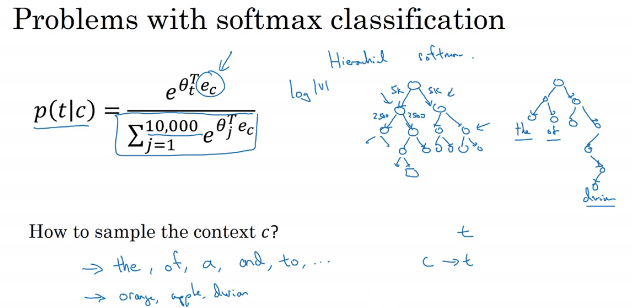 Problems with softmax classification
Hierarchical softmax.
log |v|
p(t|c) = e^{θ_t^T e_c} / ∑_{j=1}^{10,000} e^{θ_j^T e_c}
5k 5k
2500 2500
the of
durian
How to sample the context c?
t
→ the, of, a, and, to, ...
c → t
→ orange, apple, durian